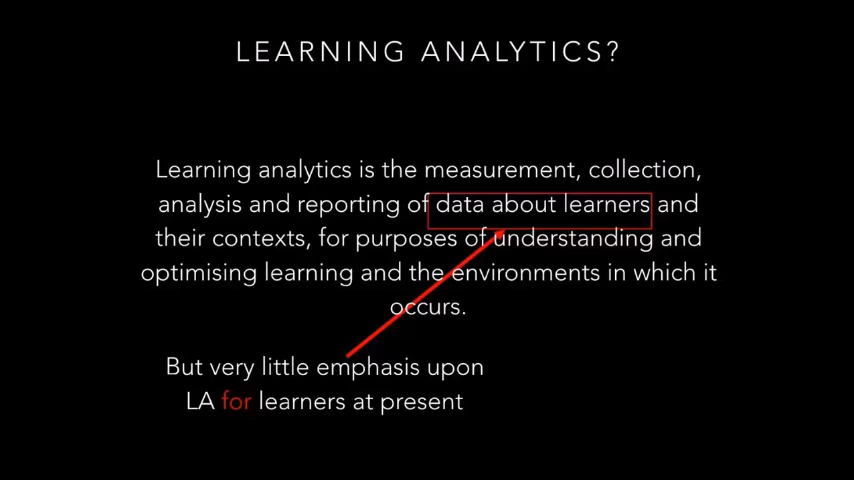 LEARNING ANALYTICS?
Learning analytics is the measurement, collection,
analysis and reporting of data about learners and
their contexts, for purposes of understanding and
optimising learning and the environments in which it
occurs.
But very little emphasis upon
LA for learners at present